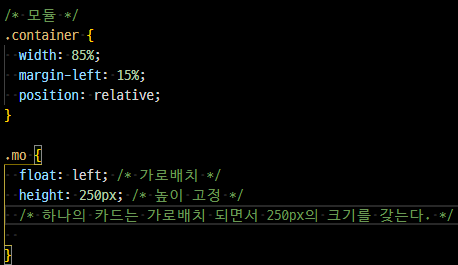 /* 모듈 */
.container {
  width: 85%;
  margin-left: 15%;
  position: relative;
}

.mo {
  float: left; /* 가로배치 */
  height: 250px; /* 높이 고정 */
  /* 하나의 카드는 가로배치 되면서 250px의 크기를 갖는다. */

}